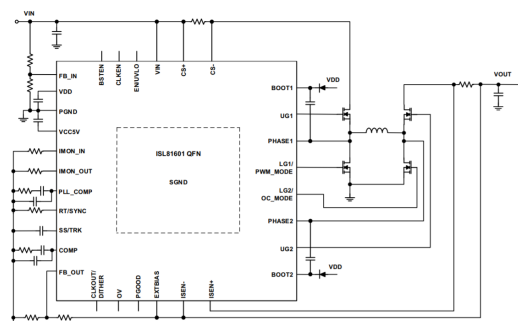 VIN
VOUT
BSTEN
CLKEN
EN/UVLO
VIN
CS+
CS-
FB_IN
VDD
PGND
VCC5V
IMON_IN
IMON_OUT
PLL_COMP
RT/SYNC
SS/TRK
COMP
FB_OUT
ISL81601 QFN
SGND
BOOT1
VDD
UG1
PHASE1
LG1/
PWM_MODE
LG2/
OC_MODE
PHASE2
UG2
BOOT2
VDD
CLKOUT/
DITHER
OV
PGOOD
EXTBIAS
ISEN-
ISEN+